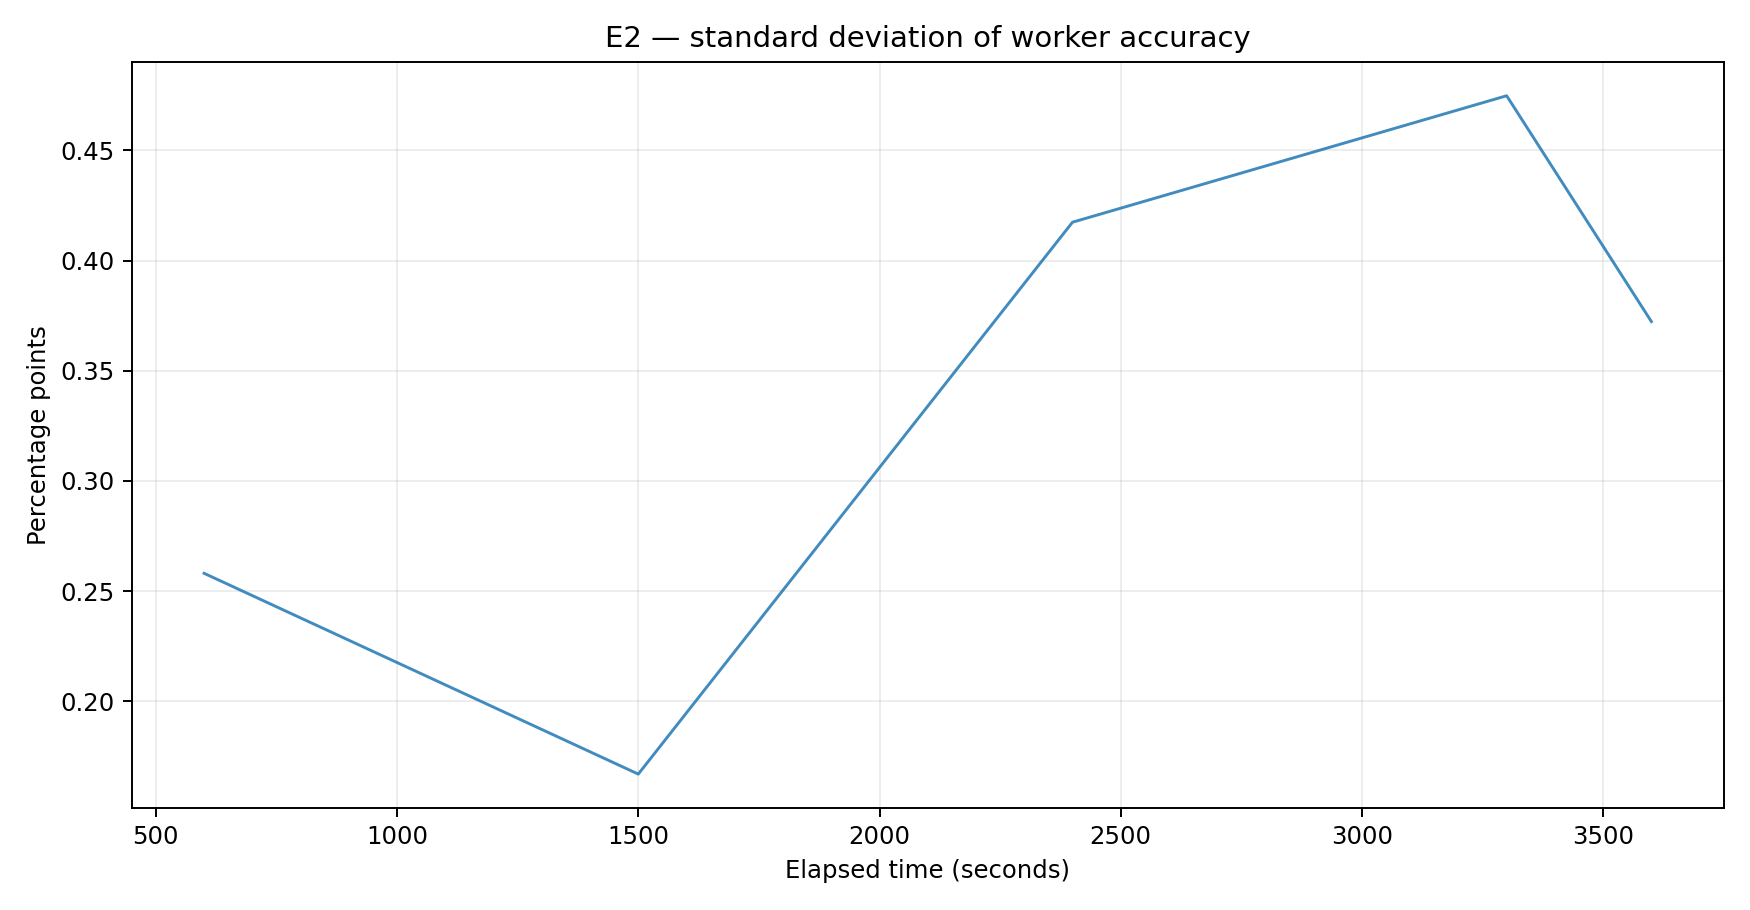 E2 — standard deviation of worker accuracy
Percentage points
0.45
0.40
0.35
0.30
0.25
0.20
500 1000 1500 2000 2500 3000 3500
Elapsed time (seconds)